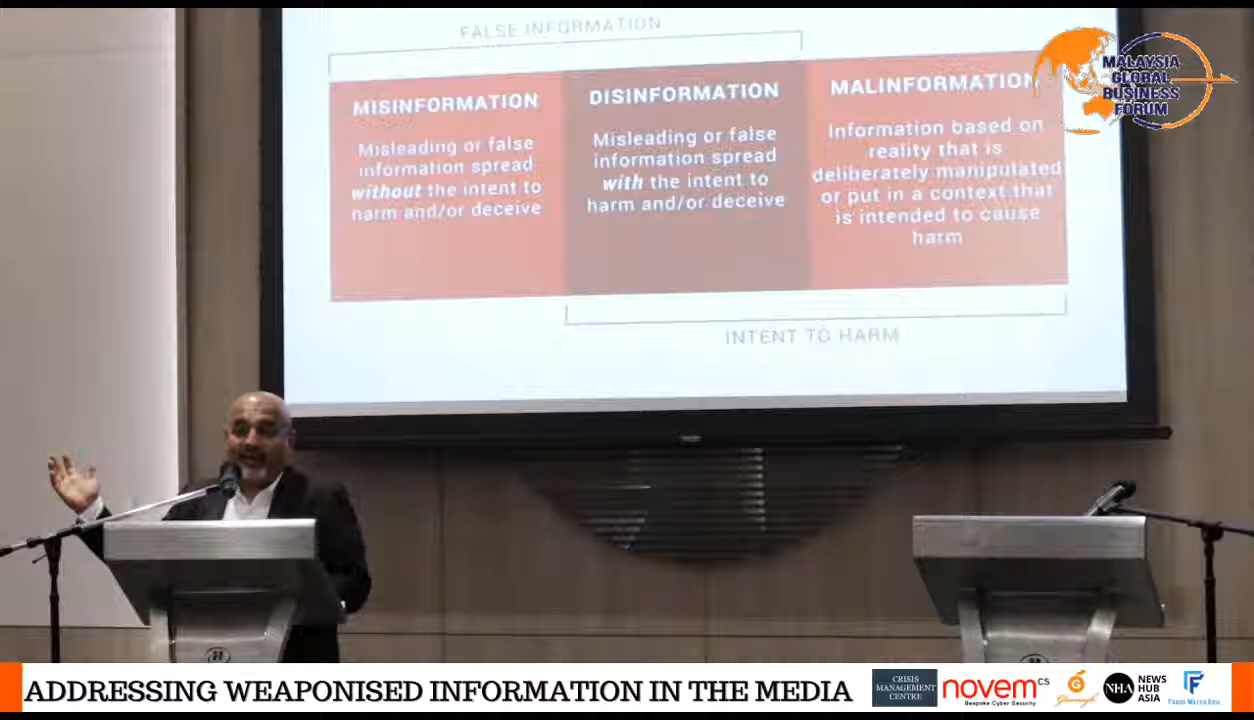 FALSE INFORMATION
MISINFORMATION
Misleading or false
information spread
without the intent to
harm and/or deceive
DISINFORMATION
Misleading or false
information spread
with the intent to
harm and/or deceive
MALINFORMATION
Information based on
reality that is
deliberately manipulated
or put in a context that
is intended to cause
harm
INTENT TO HARM
MALAYSIA
GLOBAL
BUSINESS
FORUM
ADDRESSING WEAPONISED INFORMATION IN THE MEDIA
CRISIS
MANAGEMENT
CENTRE
novem CS
Bespoke Cyber Security
NHA
NEWS
HUB
ASIA